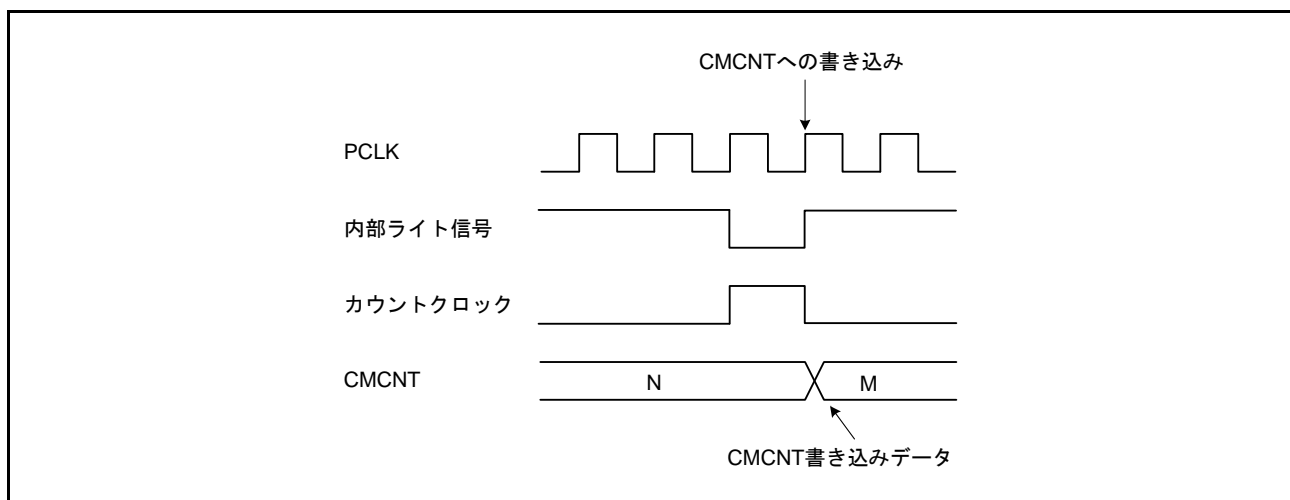 CMCNTへの書き込み
PCLK
内部ライト信号
カウントクロック
CMCNT
N
M
CMCNT書き込みデータ